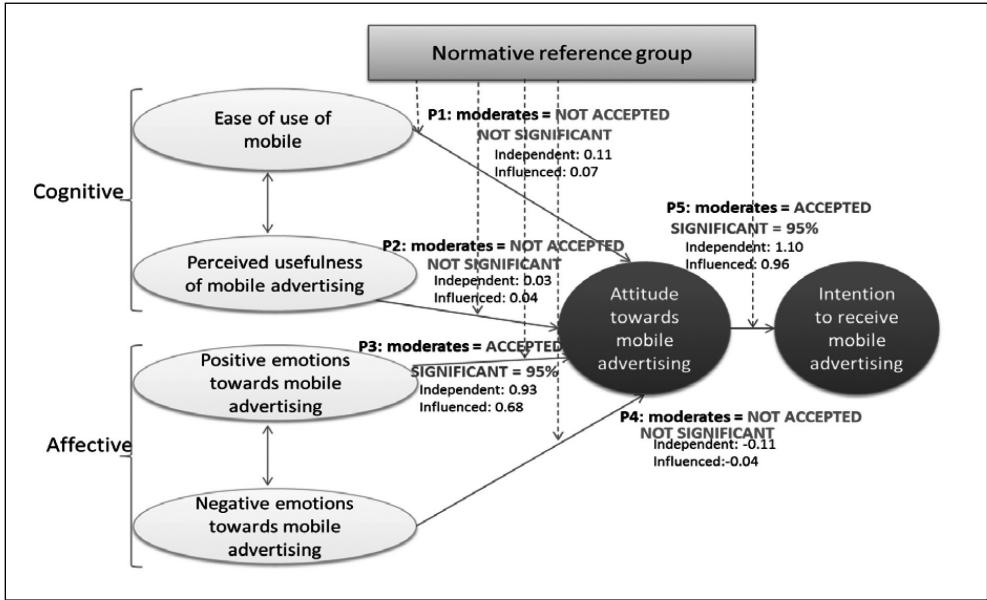 Normative reference group
P1: moderates = NOT ACCEPTED
NOT SIGNIFICANT
Independent: 0.11
Influenced: 0.07
Ease of use of
mobile
Cognitive
Perceived usefulness
of mobile advertising
P2: moderates = NOT ACCEPTED
NOT SIGNIFICANT
Independent: 0.03
Influenced: 0.04
P5: moderates = ACCEPTED
SIGNIFICANT = 95%
Independent: 1.10
Influenced: 0.96
Attitude
towards
mobile
advertising
Intention
to receive
mobile
advertising
P3: moderates = ACCEPTED
SIGNIFICANT = 95%
Independent: 0.93
Influenced: 0.68
Positive emotions
towards mobile
advertising
Affective
P4: moderates = NOT ACCEPTED
NOT SIGNIFICANT
Independent: -0.11
Influenced:-0.04
Negative emotions
towards mobile
advertising